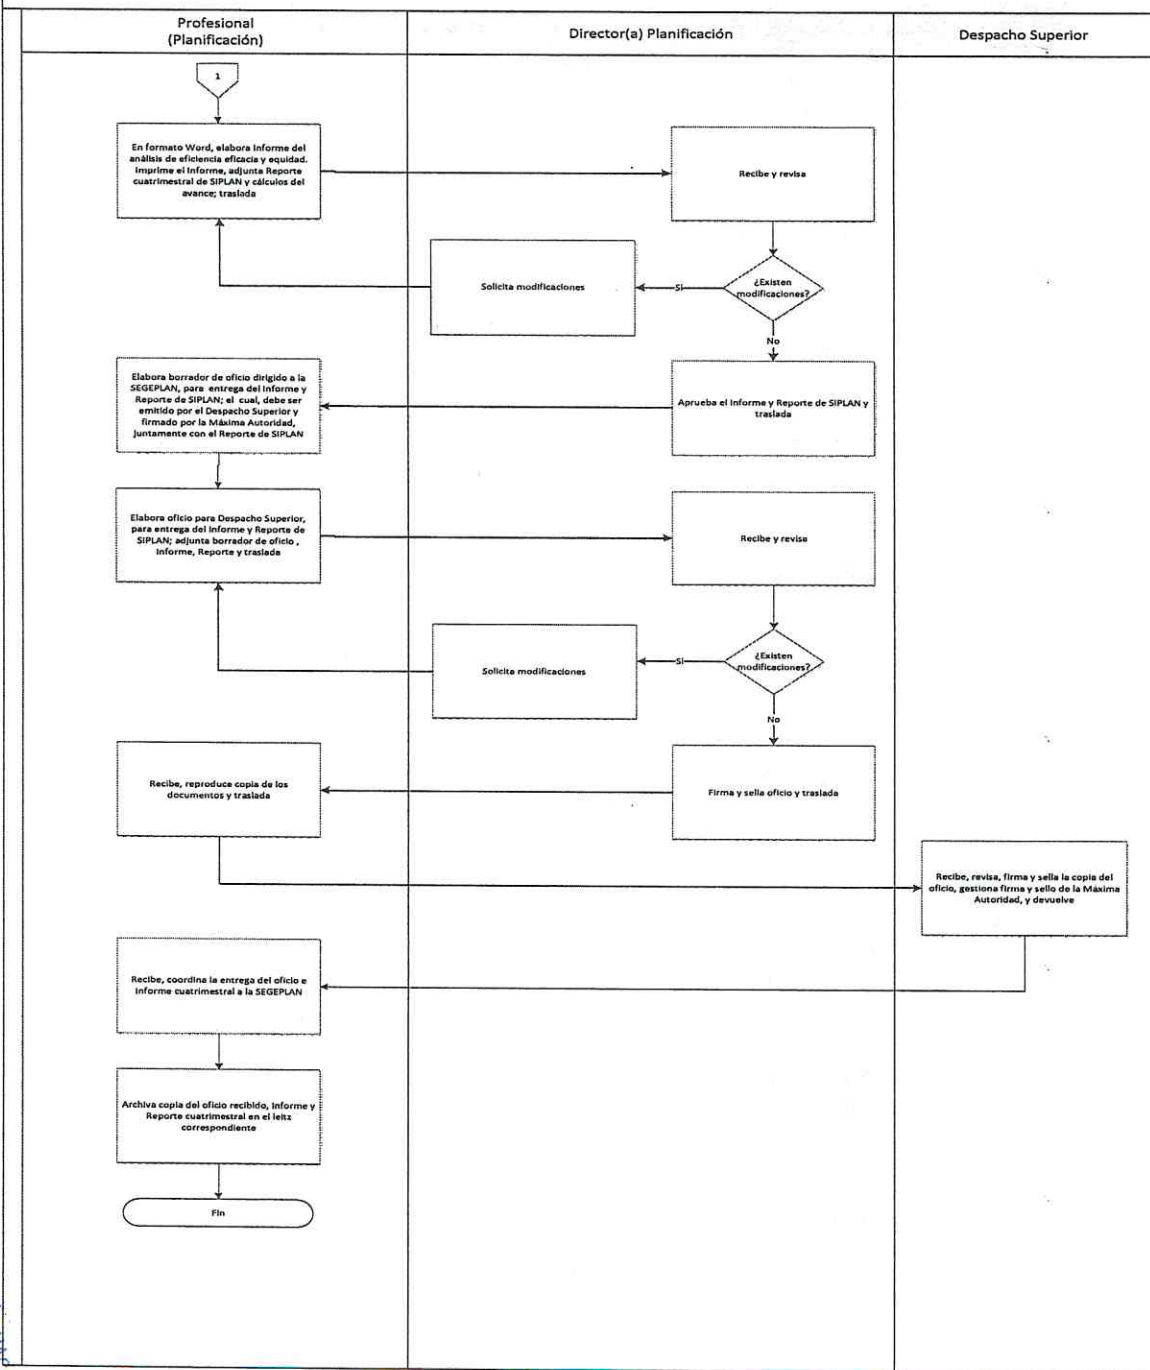 Profesional
(Planificación)
Director(a) Planificación
Despacho Superior
1
En formato Word, elabora Informe del
análisis de eficiencia eficacia y equidad.
Imprime el Informe, adjunta Reporte
cuatrimestral de SIPLAN y cálculos del
avance; traslada
Recibe y revisa
Solicita modificaciones
Si
¿Existen
modificaciones?
No
Elabora borrador de oficio dirigido a la
SEGEPLAN, para entrega del Informe y
Reporte de SIPLAN; el cual, debe ser
emitido por el Despacho Superior y
firmado por la Máxima Autoridad,
Juntamente con el Reporte de SIPLAN
Aprueba el Informe y Reporte de SIPLAN y
traslada
Elabora oficio para Despacho Superior,
para entrega del Informe y Reporte de
SIPLAN; adjunta borrador de oficio ,
Informe, Reporte y traslada
Recibe y revisa
Solicita modificaciones
Si
¿Existen
modificaciones?
No
Recibe, reproduce copia de los
documentos y traslada
Firma y sella oficio y traslada
Recibe, revisa, firma y sella la copia del
oficio, gestiona firma y sello de la Máxima
Autoridad, y devuelve
Recibe, coordina la entrega del oficio e
Informe cuatrimestral a la SEGEPLAN
Archiva copia del oficio recibido, Informe y
Reporte cuatrimestral en el leitz
correspondiente
Fin